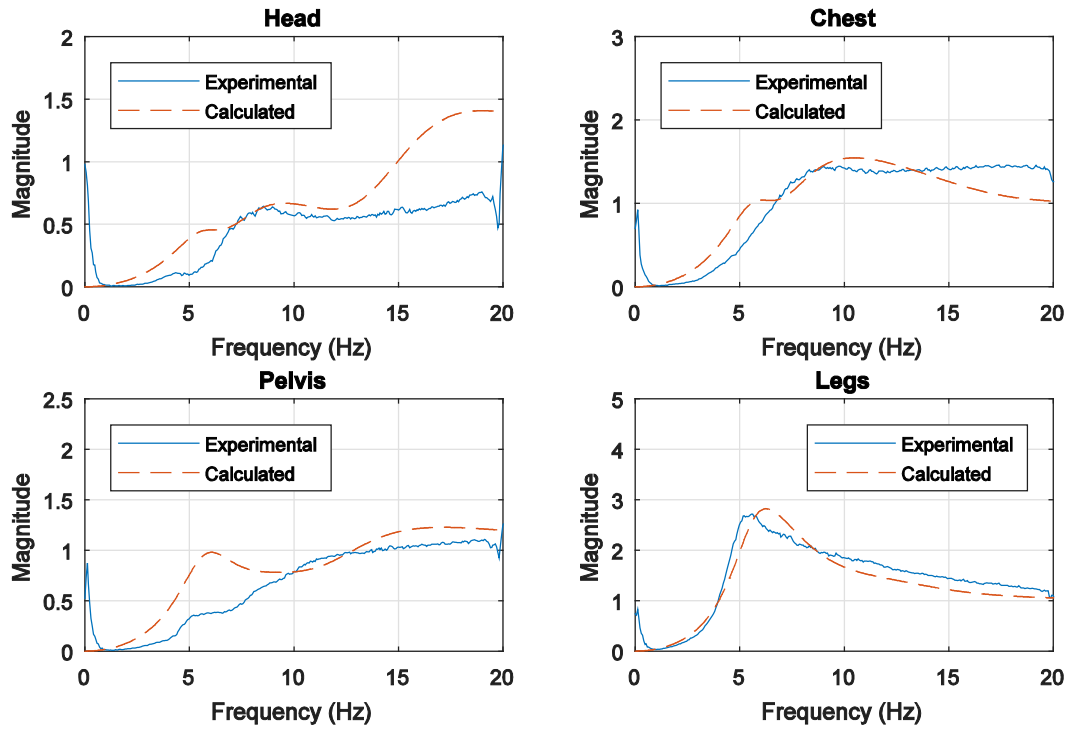 Head
2
1.5
1
0.5
0
Magnitude
Experimental
Calculated
0 5 10 15 20
Frequency (Hz)
Chest
3
2
1
0
Magnitude
Experimental
Calculated
0 5 10 15 20
Frequency (Hz)
Pelvis
2.5
2
1.5
1
0.5
0
Magnitude
Experimental
Calculated
0 5 10 15 20
Frequency (Hz)
Legs
5
4
3
2
1
0
Magnitude
Experimental
Calculated
0 5 10 15 20
Frequency (Hz)